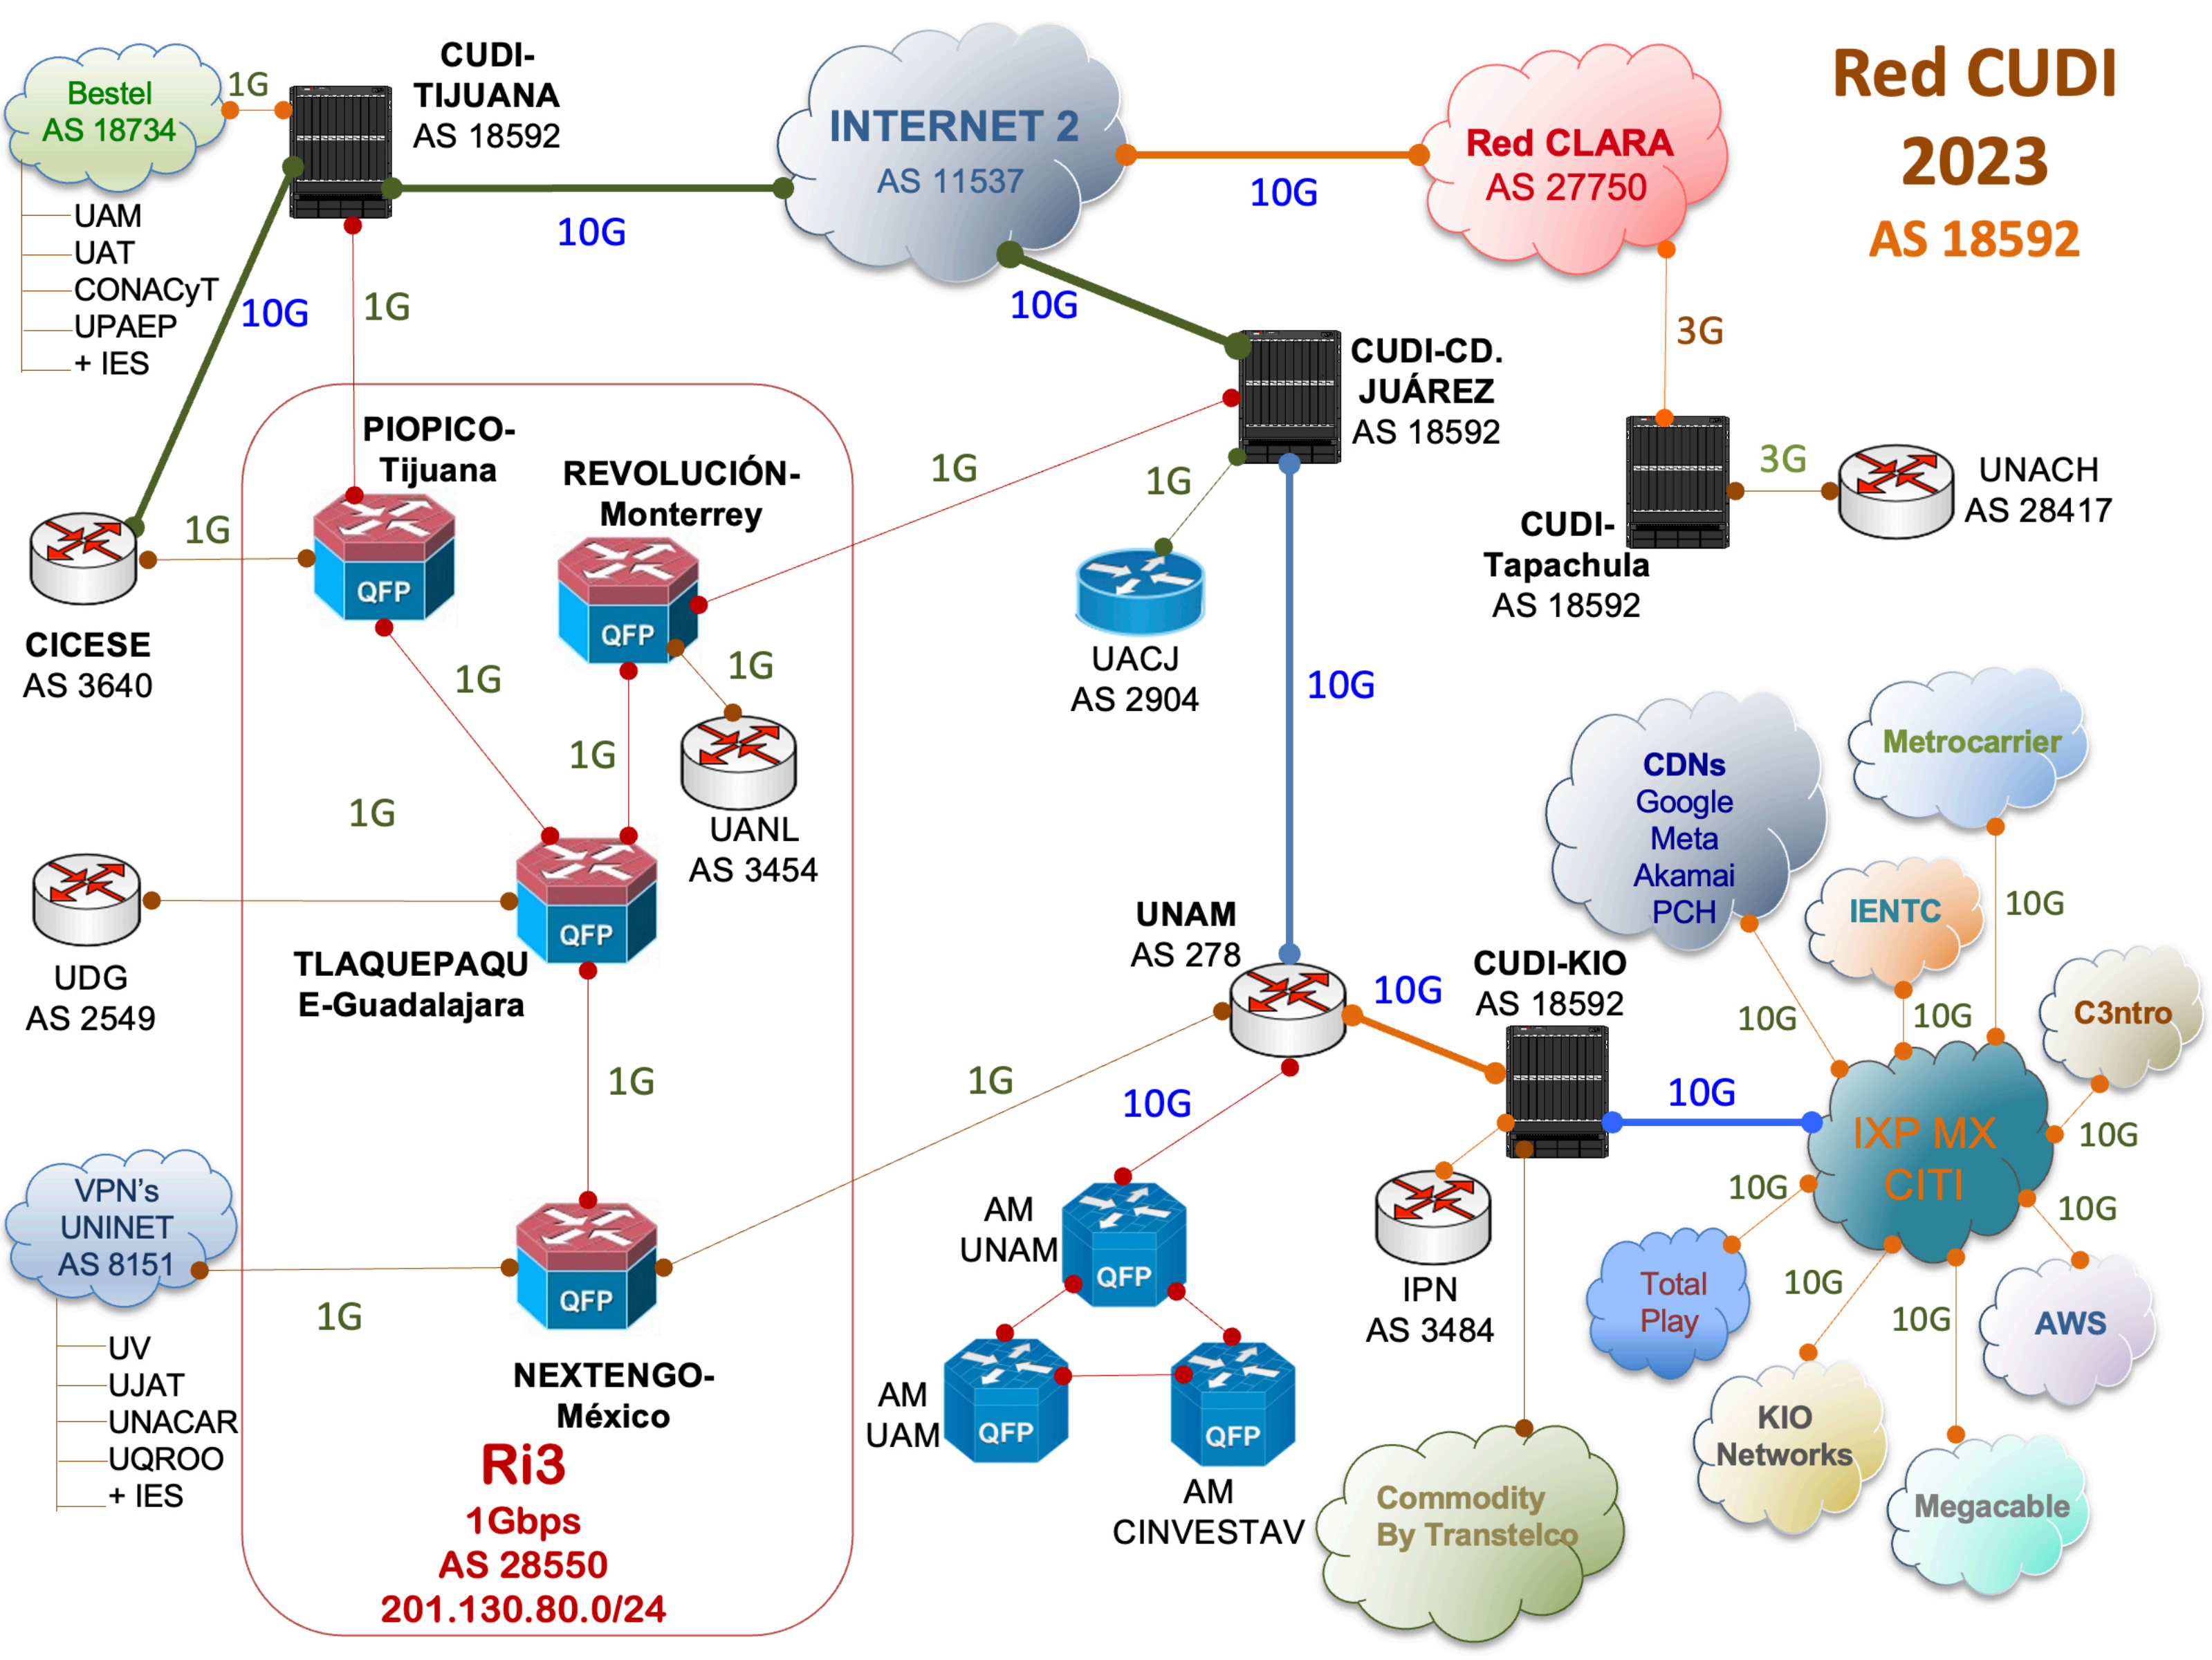 Red CUDI
2023
AS 18592
Bestel
AS 18734
1G
CUDI-
TIJUANA
AS 18592
INTERNET 2
AS 11537
10G
Red CLARA
AS 27750
10G
UAM
UAT
CONACyT
UPAEP
+ IES
10G
1G
10G
3G
CUDI-CD.
JUÁREZ
AS 18592
PIOPICO-
Tijuana
REVOLUCIÓN-
Monterrey
1G
1G
3G
UNACH
AS 28417
CUDI-
Tapachula
AS 18592
1G
QFP
QFP
CICESE
AS 3640
UACJ
AS 2904
1G
1G
10G
1G
UANL
AS 3454
1G
CDNs
Google
Meta
Akamai
PCH
Metrocarrier
IENTC
10G
QFP
UDG
AS 2549
TLAQUEPAQU
E-Guadalajara
UNAM
AS 278
10G
CUDI-KIO
AS 18592
10G
10G
C3ntro
1G
1G
10G
10G
IXP MX
CITI
10G
10G
10G
VPN's
UNINET
AS 8151
1G
QFP
AM
UNAM
QFP
IPN
AS 3484
Total
Play
10G
10G
AWS
UV
UJAT
UNACAR
UQROO
+ IES
NEXTENGO-
México
AM
UAM
QFP
QFP
AM
CINVESTAV
KIO
Networks
Megacable
Commodity
By Transtelco
Ri3
1Gbps
AS 28550
201.130.80.0/24